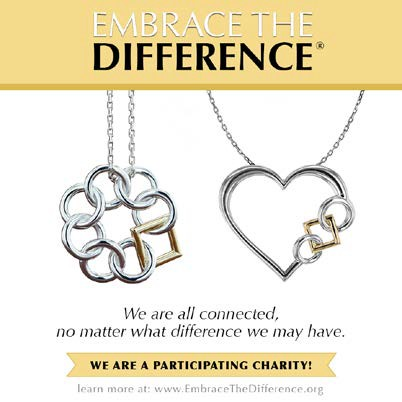 EMBRACE THE
DIFFERENCE®
We are all connected,
no matter what difference we may have.
WE ARE A PARTICIPATING CHARITY!
learn more at: www.EmbraceTheDifference.org